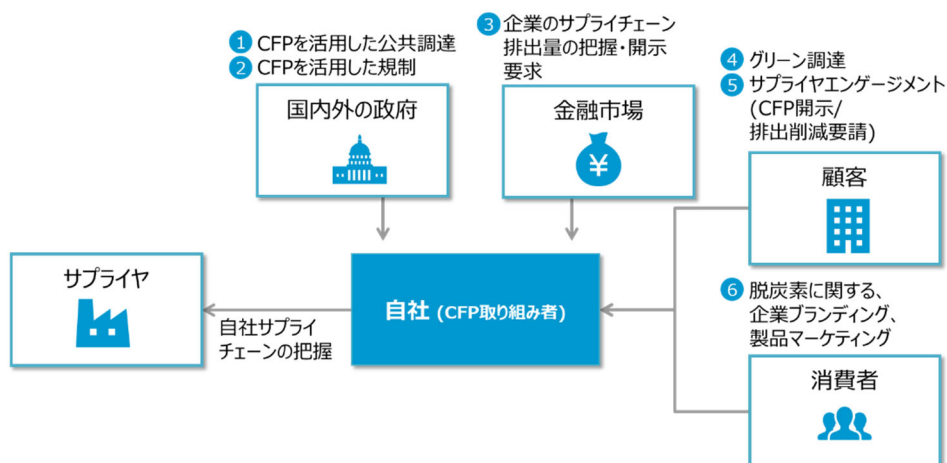 1 CFPを活用した公共調達
2 CFPを活用した規制
国内外の政府
3 企業のサプライチェーン
排出量の把握・開示
要求
金融市場
¥
4 グリーン調達
5 サプライヤエンゲージメント
(CFP開示/
排出削減要請)
顧客
サプライヤ
自社サプライ
チェーンの把握
自社 (CFP取り組み者)
6 脱炭素に関する、
企業ブランディング、
製品マーケティング
消費者